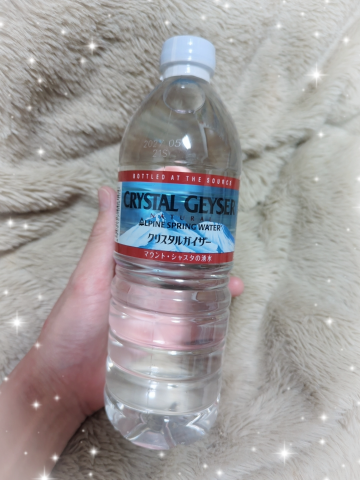 BOTTLED AT THE SOURCE
CRYSTAL GEYSER
NATURAL
ALPINE SPRING WATER
クリスタルガイザー
マウント・シャスタの湧水